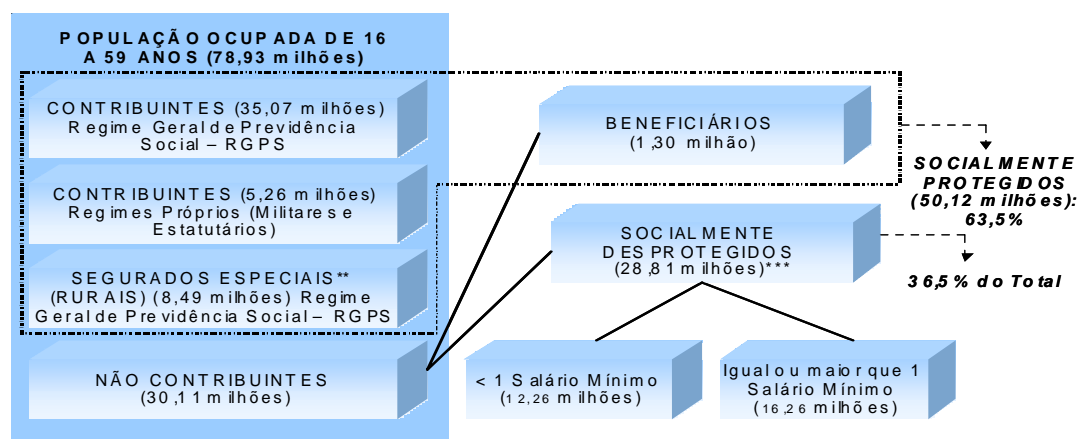 POPULAÇÃO OCUPADA DE 16
A 59 ANOS (78,93 milhões)
CONTRIBUINTES (35,07 milhões)
Regime Geral de Previdência
Social – RGPS
CONTRIBUINTES (5,26 milhões)
Regimes Próprios (Militares e
Estatutários)
SEGURADOS ESPECIAIS**
(RURAIS) (8,49 milhões) Regime
Geral de Previdência Social – RGPS
NÃO CONTRIBUINTES
(30,11 milhões)
BENEFICIÁRIOS
(1,30 milhão)
SOCIALMENTE
DESPROTEGIDOS
(28,81 milhões)***
< 1 Salário Mínimo
(12,26 milhões)
Igual ou maior que 1
Salário Mínimo
(16,26 milhões)
SOCIALMENTE
PROTEGIDOS
(50,12 milhões):
63,5%
36,5% do Total